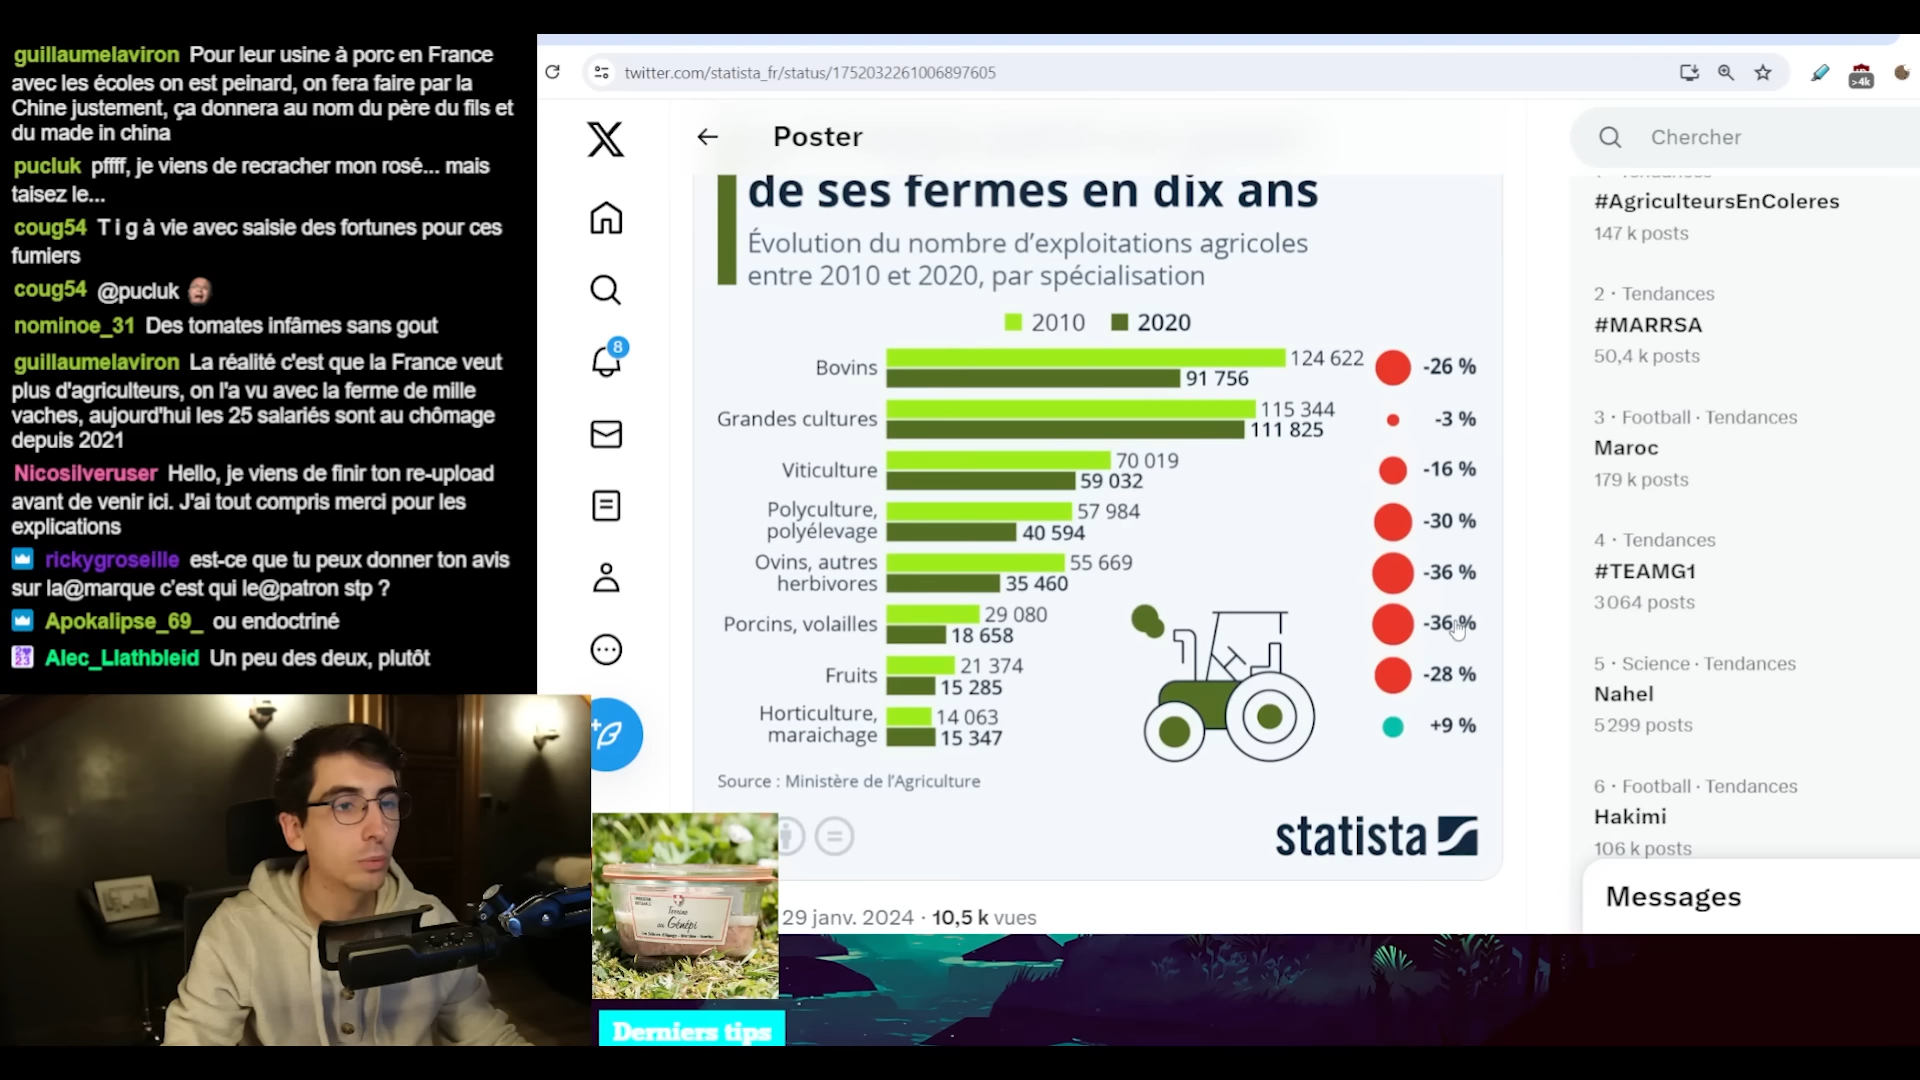 guillaumelaviron Pour leur usine à porc en France
avec les écoles on est peinard, on fera faire par la
Chine justement, ça donnera au nom du père du fils et
du made in china
pucluk pffff, je viens de recracher mon rosé... mais
taisez le...
coug54 T i g à vie avec saisie des fortunes pour ces
fumiers
coug54 @pucluk
nominoe_31 Des tomates infâmes sans gout
guillaumelaviron La réalité c'est que la France veut
plus d'agriculteurs, on l'a vu avec la ferme de mille
vaches, aujourd'hui les 25 salariés sont au chômage
depuis 2021
Nicosilveruser Hello, je viens de finir ton re-upload
avant de venir ici. J'ai tout compris merci pour les
explications
rickygroseille est-ce que tu peux donner ton avis
sur la@marque c'est qui le@patron stp ?
Apokalipse_69_ ou endoctriné
Alec_Llathbleid Un peu des deux, plutôt
twitter.com/statista_fr/status/1752032261006897605
>4k
Poster
8
de ses fermes en dix ans
Évolution du nombre d'exploitations agricoles
entre 2010 et 2020, par spécialisation
2010 2020
Bovins 124 622 91 756 -26 %
Grandes cultures 115 344 111 825 -3 %
Viticulture 70 019 59 032 -16 %
Polyculture,
polyélevage 57 984 40 594 -30 %
Ovins, autres
herbivores 55 669 35 460 -36 %
Porcins, volailles 29 080 18 658 -36 %
Fruits 21 374 15 285 -28 %
Horticulture,
maraichage 14 063 15 347 +9 %
Source : Ministère de l'Agriculture
statista
29 janv. 2024 · 10,5 k vues
Chercher
#AgriculteursEnColeres
147 k posts
2 · Tendances
#MARRSA
50,4 k posts
3 · Football · Tendances
Maroc
179 k posts
4 · Tendances
#TEAMG1
3 064 posts
5 · Science · Tendances
Nahel
5 299 posts
6 · Football · Tendances
Hakimi
106 k posts
Messages
Terrine
au Génépi
Derniers tips